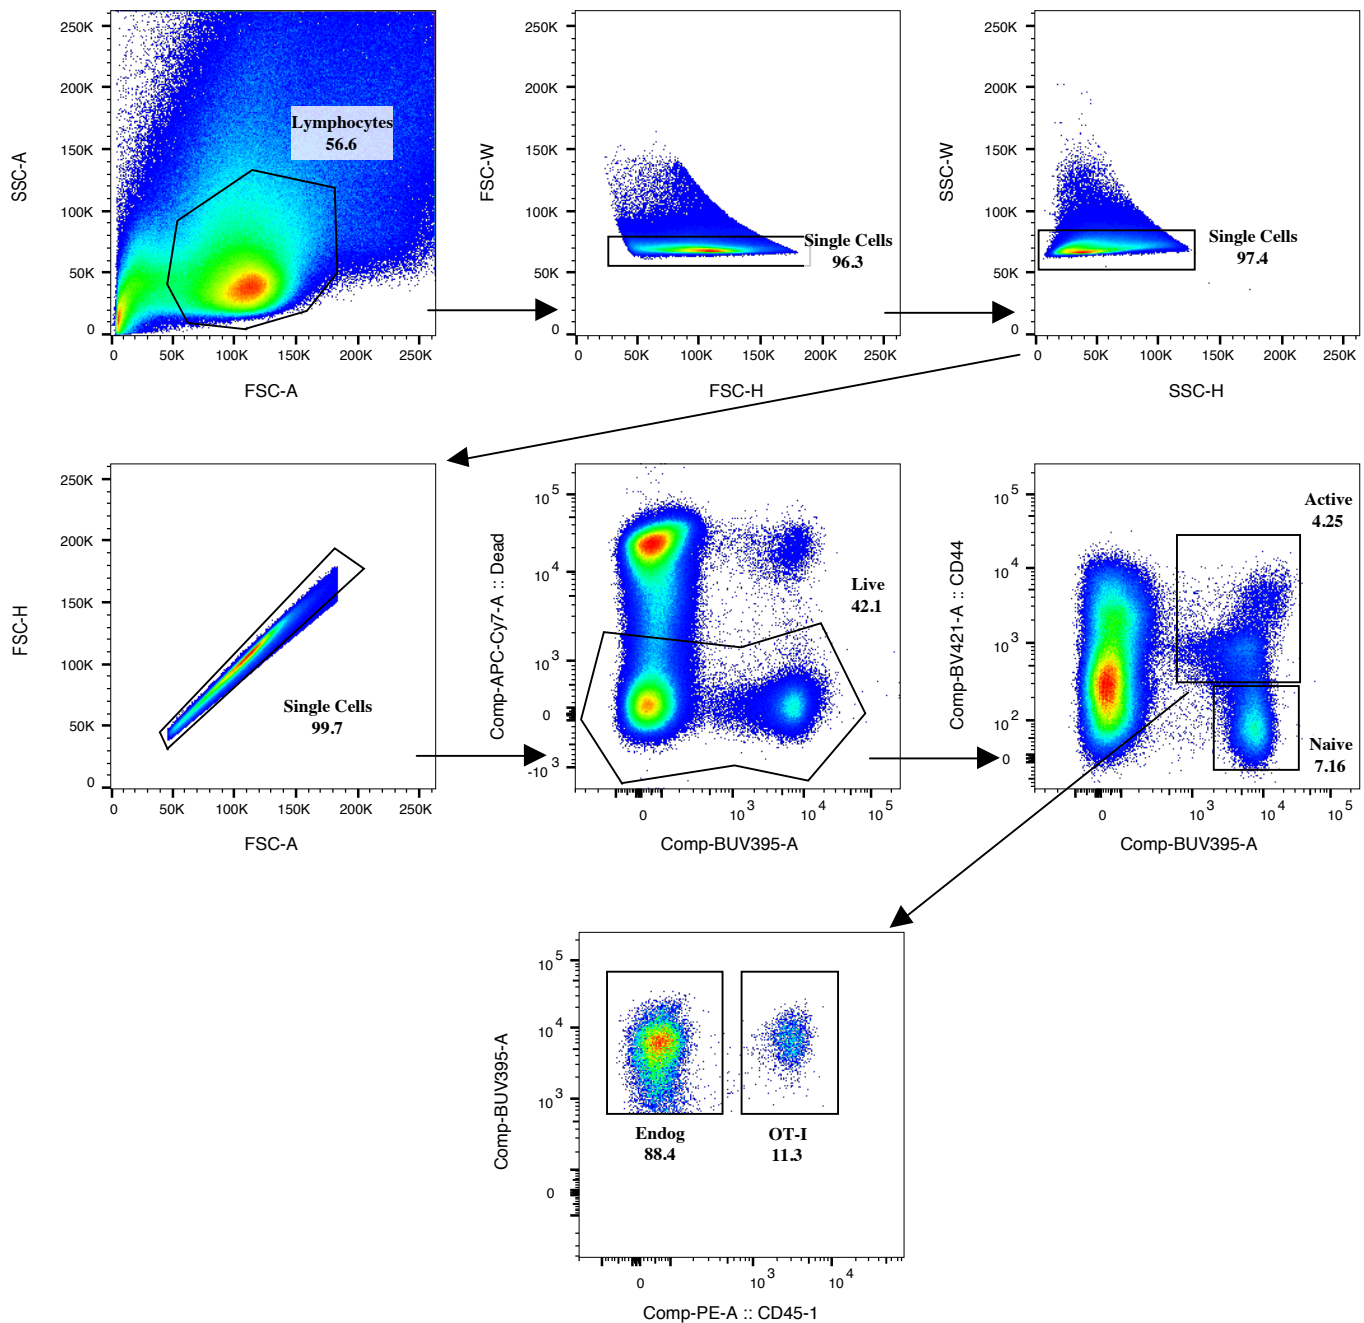 250K
200K
150K
100K
50K
0
SSC-A
Lymphocytes
56.6
0 50K 100K 150K 200K 250K
FSC-A
250K
200K
150K
100K
50K
0
FSC-W
Single Cells
96.3
0 50K 100K 150K 200K 250K
FSC-H
250K
200K
150K
100K
50K
0
SSC-W
Single Cells
97.4
0 50K 100K 150K 200K 250K
SSC-H
250K
200K
150K
100K
50K
0
FSC-H
Single Cells
99.7
0 50K 100K 150K 200K 250K
FSC-A
10^5
10^4
10^3
0
-10^3
Comp-APC-Cy7-A :: Dead
Live
42.1
0 10^3 10^4 10^5
Comp-BUV395-A
10^5
10^4
10^3
10^2
0
Comp-BV421-A :: CD44
Active
4.25
Naive
7.16
0 10^3 10^4 10^5
Comp-BUV395-A
10^5
10^4
10^3
0
Comp-BUV395-A
Endog
88.4
OT-I
11.3
0 10^3 10^4
Comp-PE-A :: CD45-1